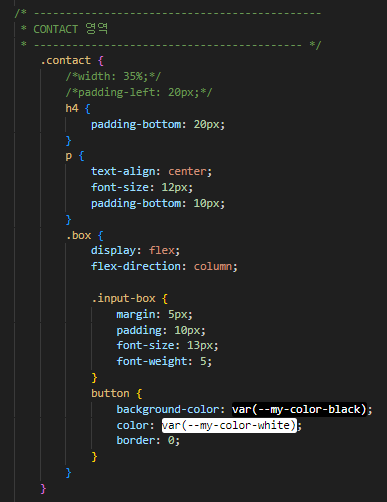 /* ------------------------------------------
 * CONTACT 영역
 * --------------------------------------- */
    .contact {
        /*width: 35%;*/
        /*padding-left: 20px;*/
        h4 {
            padding-bottom: 20px;
        }
        p {
            text-align: center;
            font-size: 12px;
            padding-bottom: 10px;
        }
        .box {
            display: flex;
            flex-direction: column;

            .input-box {
                margin: 5px;
                padding: 10px;
                font-size: 13px;
                font-weight: 5;
            }
            button {
                background-color: var(--my-color-black);
                color: var(--my-color-white);
                border: 0;
            }
        }
    }